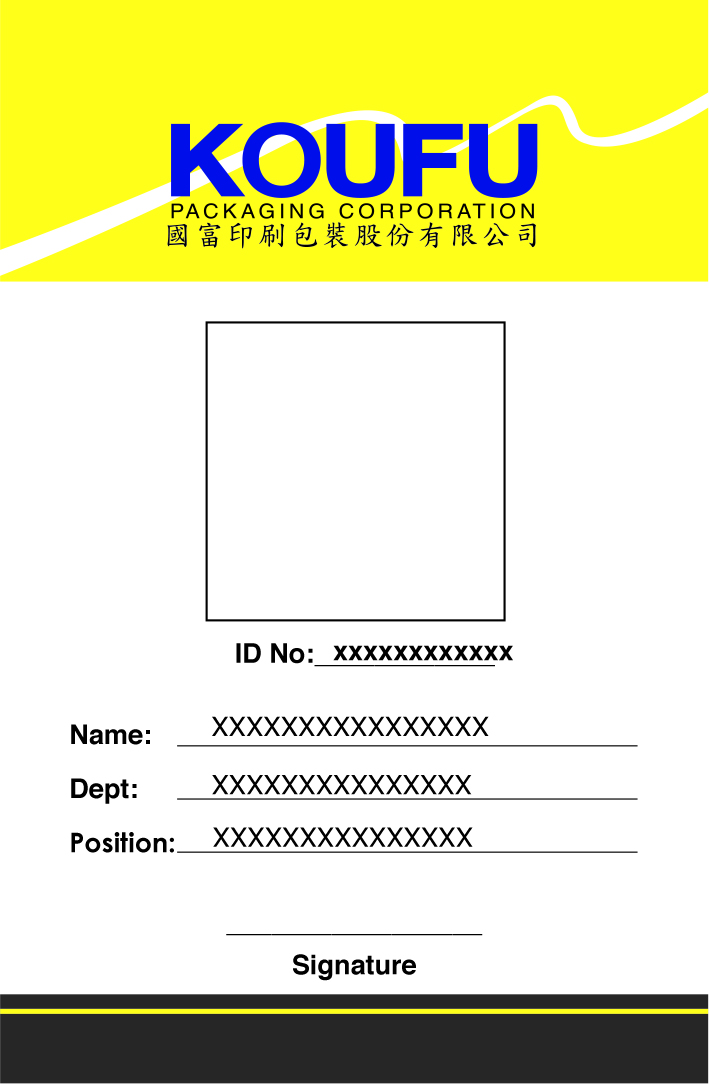 KOUFU
PACKAGING CORPORATION
國富印刷包裝股份有限公司
ID No: xxxxxxxxxxxx
Name: XXXXXXXXXXXXXXXX
Dept: XXXXXXXXXXXXXXX
Position: XXXXXXXXXXXXXXX
Signature